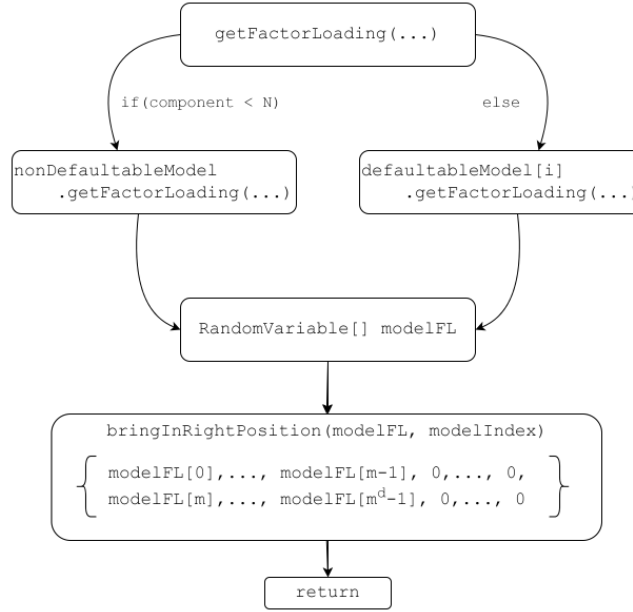 getFactorLoading(...)
if(component < N)
else
nonDefaultableModel
.getFactorLoading(...)
defaultableModel[i]
.getFactorLoading(...)
RandomVariable[] modelFL
bringInRightPosition(modelFL, modelIndex)
modelFL[0],..., modelFL[m-1], 0,..., 0,
modelFL[m],..., modelFL[mᵈ-1], 0,..., 0
return